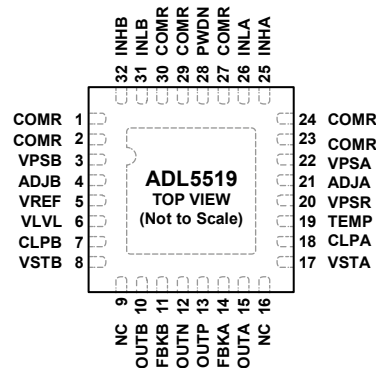 32 INHB
31 INLB
30 COMR
29 COMR
28 PWDN
27 COMR
26 INLA
25 INHA
COMR 1
COMR 2
VPSB 3
ADJB 4
VREF 5
VLVL 6
CLPB 7
VSTB 8
ADL5519
TOP VIEW
(Not to Scale)
24 COMR
23 COMR
22 VPSA
21 ADJA
20 VPSR
19 TEMP
18 CLPA
17 VSTA
NC 9
OUTB 10
FBKB 11
OUTN 12
OUTP 13
FBKA 14
OUTA 15
NC 16